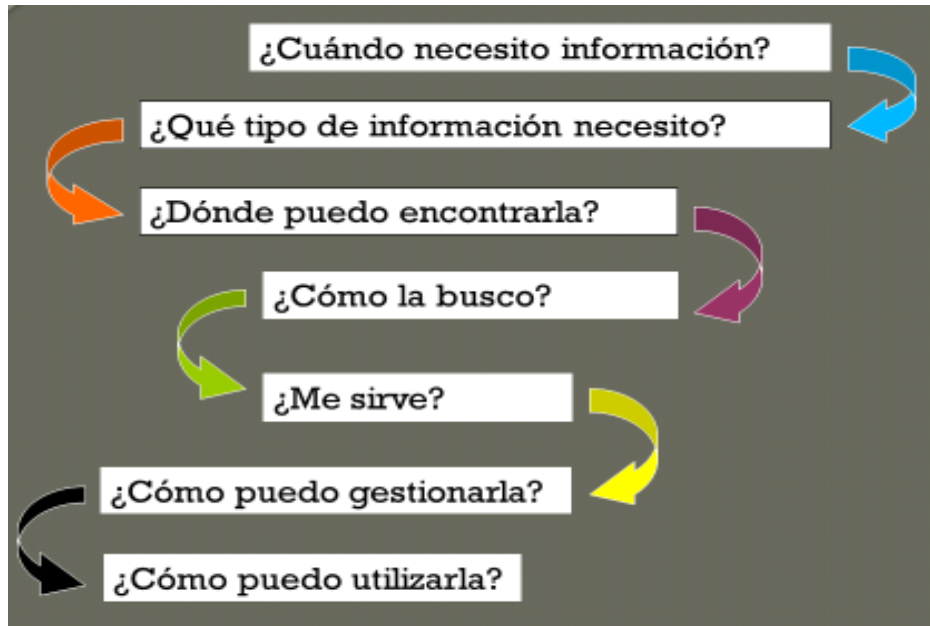 ¿Cuándo necesito información?
¿Qué tipo de información necesito?
¿Dónde puedo encontrarla?
¿Cómo la busco?
¿Me sirve?
¿Cómo puedo gestionarla?
¿Cómo puedo utilizarla?